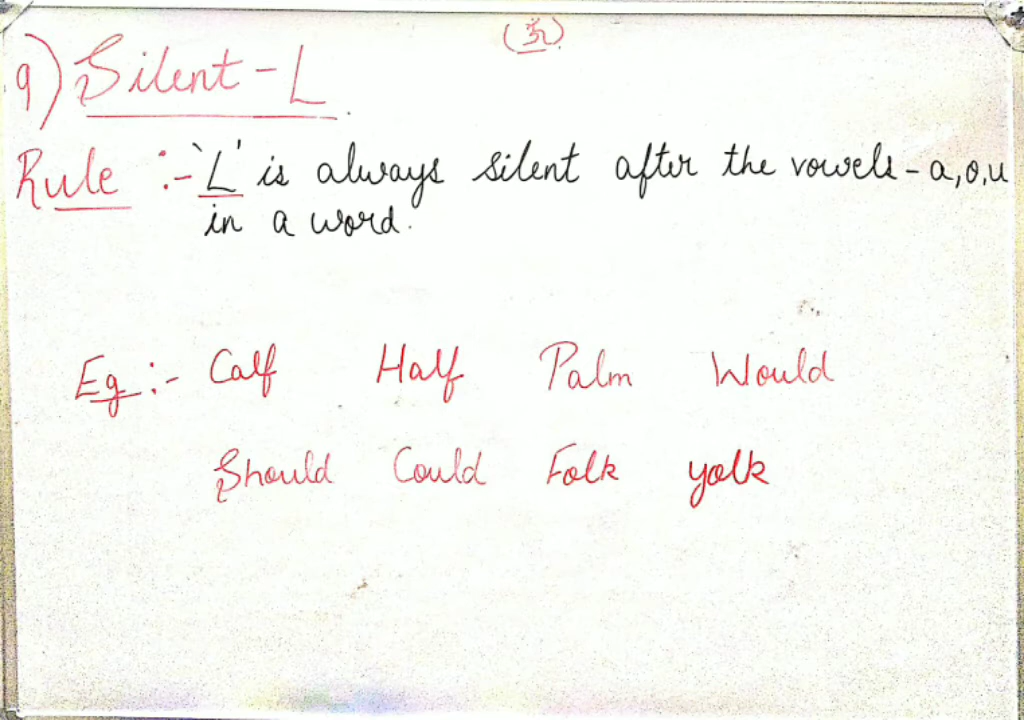 (ॐ)
9) Silent - L
Rule :- 'L' is always silent after the vowels - a,o,u
in a word.
Eg :- Calf Half Palm Would
Should Could Folk yolk